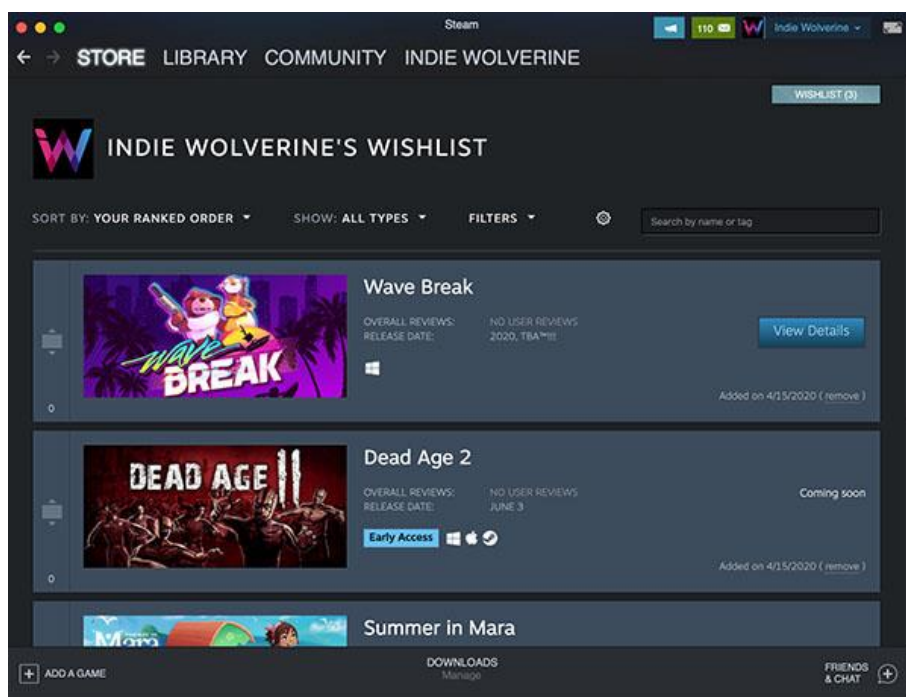 Steam
110
Indie Wolverine
STORE LIBRARY COMMUNITY INDIE WOLVERINE
WISHLIST (3)
INDIE WOLVERINE'S WISHLIST
SORT BY: YOUR RANKED ORDER SHOW: ALL TYPES FILTERS Search by name or tag
Wave BREAK
Wave Break
OVERALL REVIEWS: NO USER REVIEWS
RELEASE DATE: 2020, TBA™!!!
View Details
0
Added on 4/15/2020 ( remove )
DEAD AGE II
Dead Age 2
OVERALL REVIEWS: NO USER REVIEWS
RELEASE DATE: JUNE 3
Coming soon
Early Access
0
Added on 4/15/2020 ( remove )
Mara
Summer in Mara
ADD A GAME
DOWNLOADS
Manage
FRIENDS
& CHAT